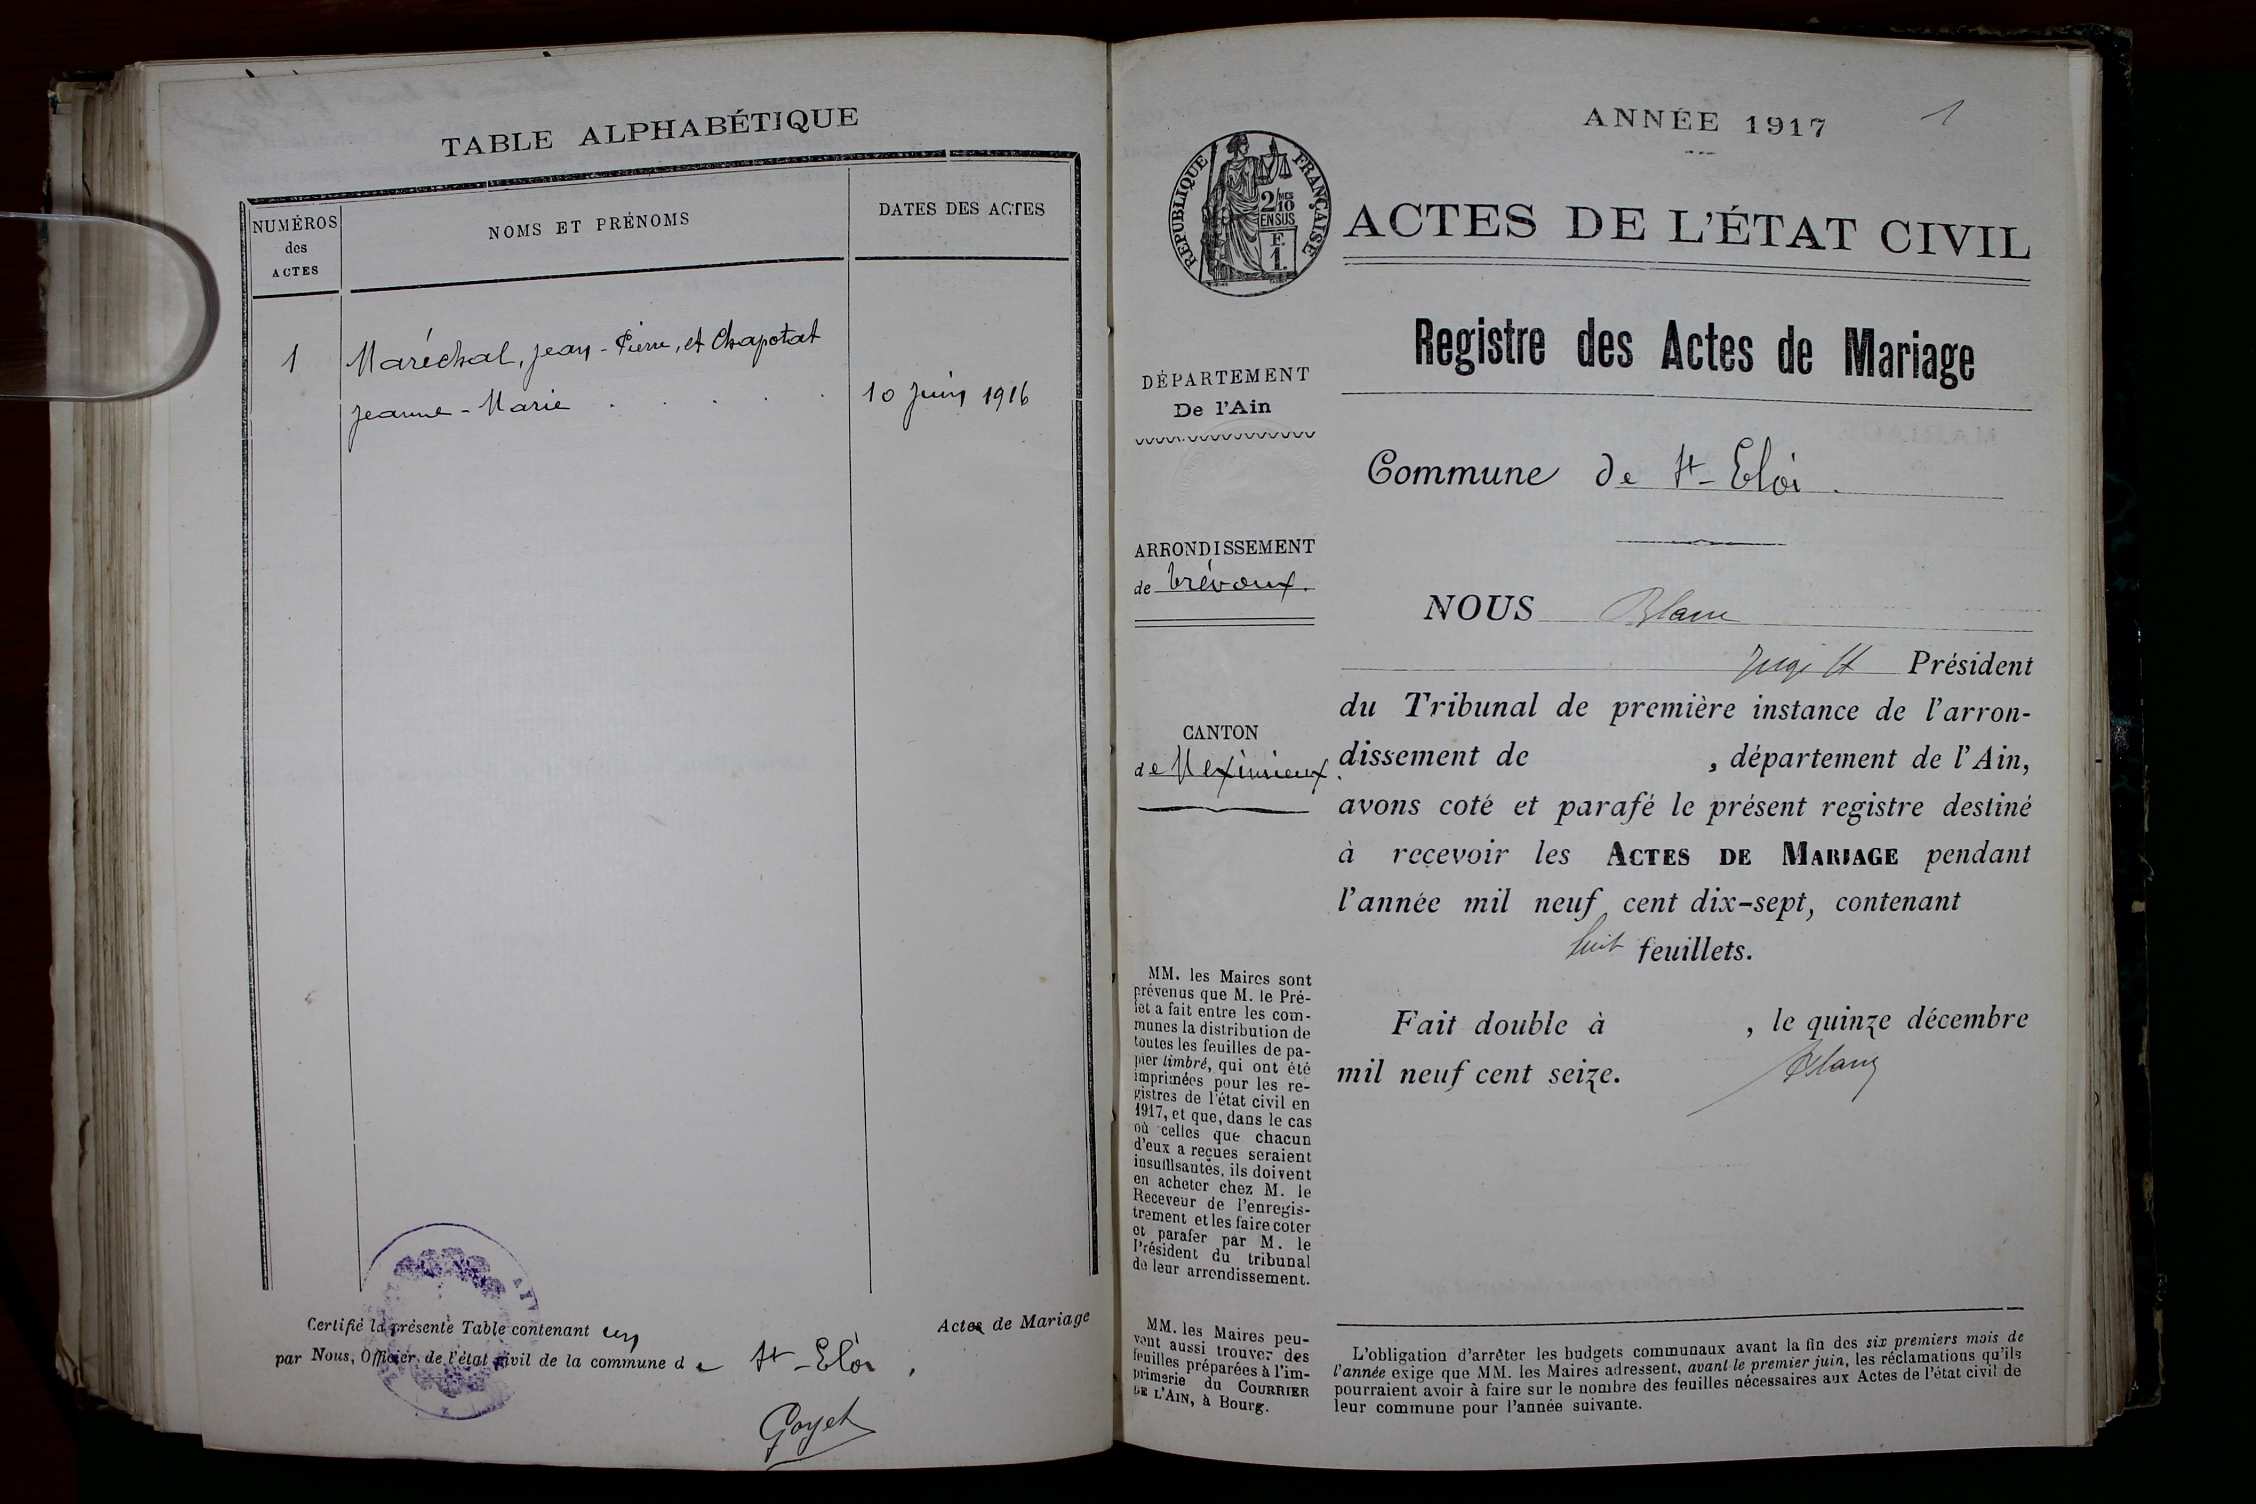 TABLE ALPHABÉTIQUE
NUMÉROS
des
ACTES
NOMS ET PRÉNOMS
DATES DES ACTES
1
Maréchal, Jean-Pierre, et Chapotat
Jeanne-Marie . . . . .
10 Juin 1916
Certifié la présente Table contenant un Actes de Mariage
par Nous, Officier de l'état civil de la commune de St-Eloi,
Goyet
ANNÉE 1917
1
RÉPUBLIQUE FRANÇAISE
2/10 MES
EN SUS
F.
1.
ACTES DE L'ÉTAT CIVIL
Registre des Actes de Mariage
DÉPARTEMENT
De l'Ain
Commune de St-Eloi.
ARRONDISSEMENT
de Trévoux.
CANTON
de Meximieux.
NOUS Blanc
Juge Président
du Tribunal de première instance de l'arron-
dissement de , département de l'Ain,
avons coté et parafé le présent registre destiné
à reçevoir les ACTES DE MARIAGE pendant
l'année mil neuf cent dix-sept, contenant
huit feuillets.
Fait double à , le quinze décembre
mil neuf cent seize.
Blanc
MM. les Maires sont
prévenus que M. le Pré-
fet a fait entre les com-
munes la distribution de
toutes les feuilles de pa-
pier timbré, qui ont été
imprimées pour les re-
gistres de l'état civil en
1917, et que, dans le cas
où celles que chacun
d'eux a reçues seraient
insuffisantes, ils doivent
en acheter chez M. le
Receveur de l'enregis-
trement et les faire coter
et parafer par M. le
Président du tribunal
de leur arrondissement.
MM. les Maires peu-
vent aussi trouver des
feuilles préparées à l'im-
primerie du COURRIER
DE L'AIN, à Bourg.
L'obligation d'arrêter les budgets communaux avant la fin des six premiers mois de
l'année exige que MM. les Maires adressent, avant le premier juin, les réclamations qu'ils
pourraient avoir à faire sur le nombre des feuilles nécessaires aux Actes de l'état civil de
leur commune pour l'année suivante.